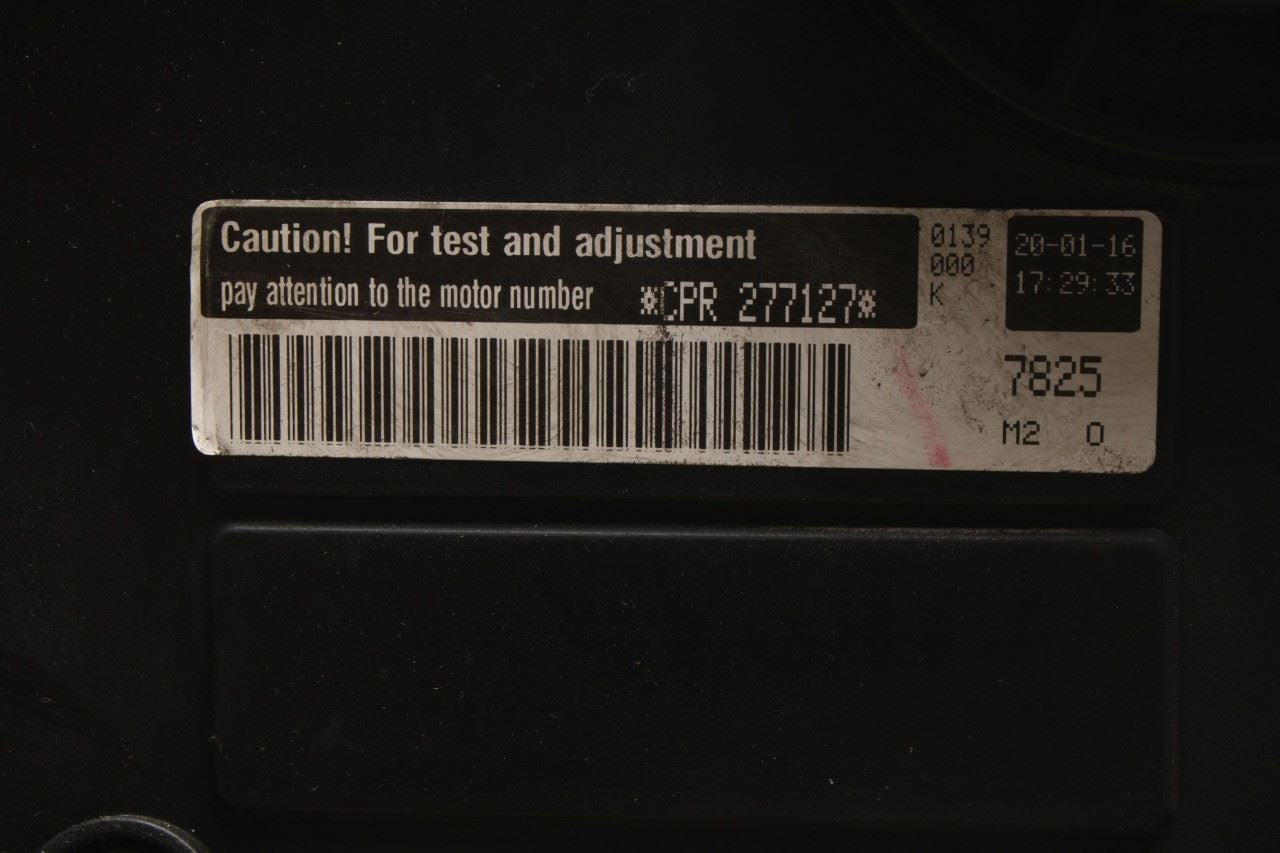 Caution! For test and adjustment
pay attention to the motor number *CPR 277127*
0139
000
K
20-01-16
17:29:33
7825
M2 0